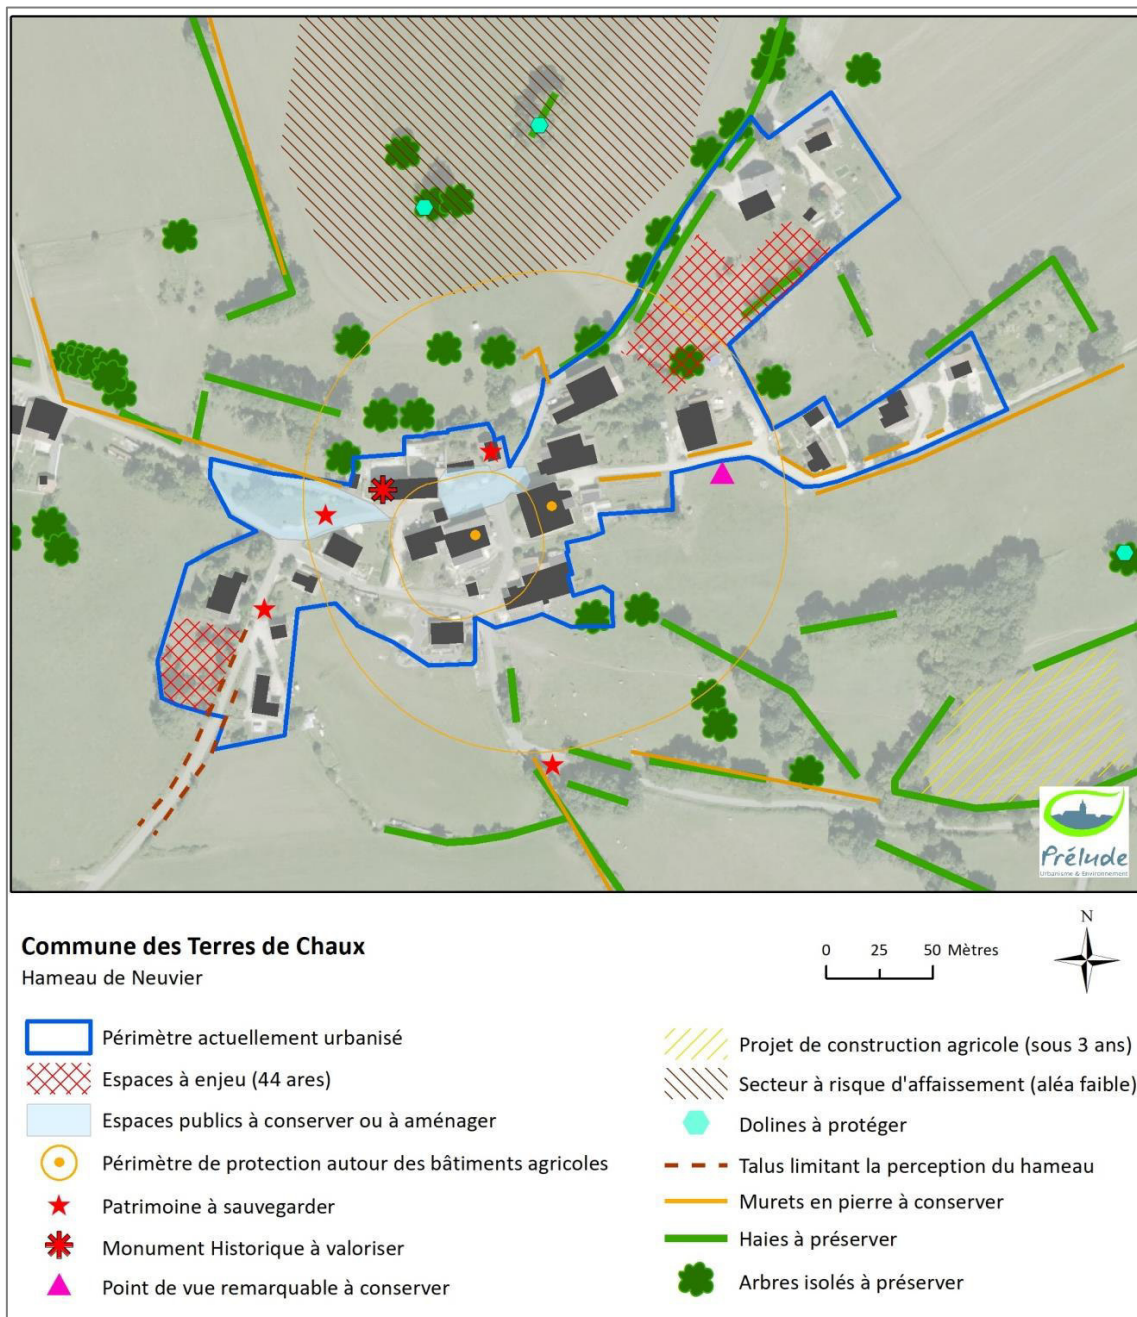 Prélude
Urbanisme & Environnement
Commune des Terres de Chaux
Hameau de Neuvier
0 25 50 Mètres
N
Périmètre actuellement urbanisé
Espaces à enjeu (44 ares)
Espaces publics à conserver ou à aménager
Périmètre de protection autour des bâtiments agricoles
Patrimoine à sauvegarder
Monument Historique à valoriser
Point de vue remarquable à conserver
Projet de construction agricole (sous 3 ans)
Secteur à risque d'affaissement (aléa faible)
Dolines à protéger
Talus limitant la perception du hameau
Murets en pierre à conserver
Haies à préserver
Arbres isolés à préserver